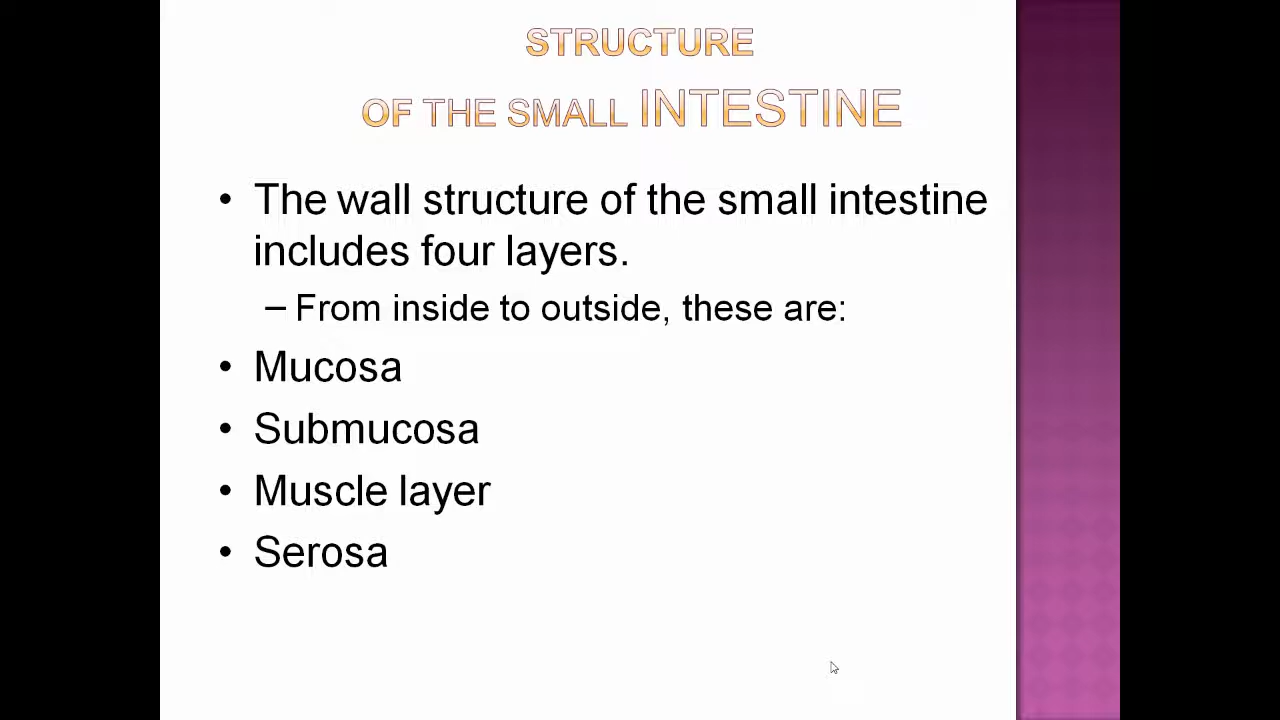 STRUCTURE
OF THE SMALL INTESTINE
• The wall structure of the small intestine
includes four layers.
– From inside to outside, these are:
• Mucosa
• Submucosa
• Muscle layer
• Serosa